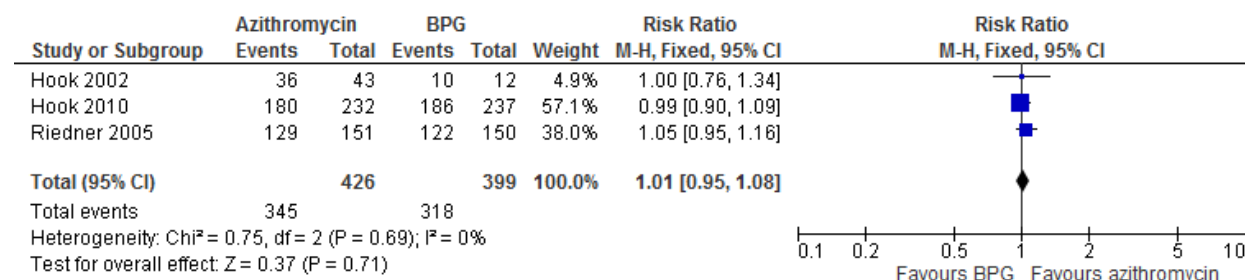 Azithromycin BPG Risk Ratio Risk Ratio
Study or Subgroup Events Total Events Total Weight M-H, Fixed, 95% CI M-H, Fixed, 95% CI
Hook 2002 36 43 10 12 4.9% 1.00 [0.76, 1.34]
Hook 2010 180 232 186 237 57.1% 0.99 [0.90, 1.09]
Riedner 2005 129 151 122 150 38.0% 1.05 [0.95, 1.16]
Total (95% CI) 426 399 100.0% 1.01 [0.95, 1.08]
Total events 345 318
Heterogeneity: Chi² = 0.75, df = 2 (P = 0.69); I² = 0%
Test for overall effect: Z = 0.37 (P = 0.71)
0.1 0.2 0.5 1 2 5 10
Favours BPG Favours azithromycin